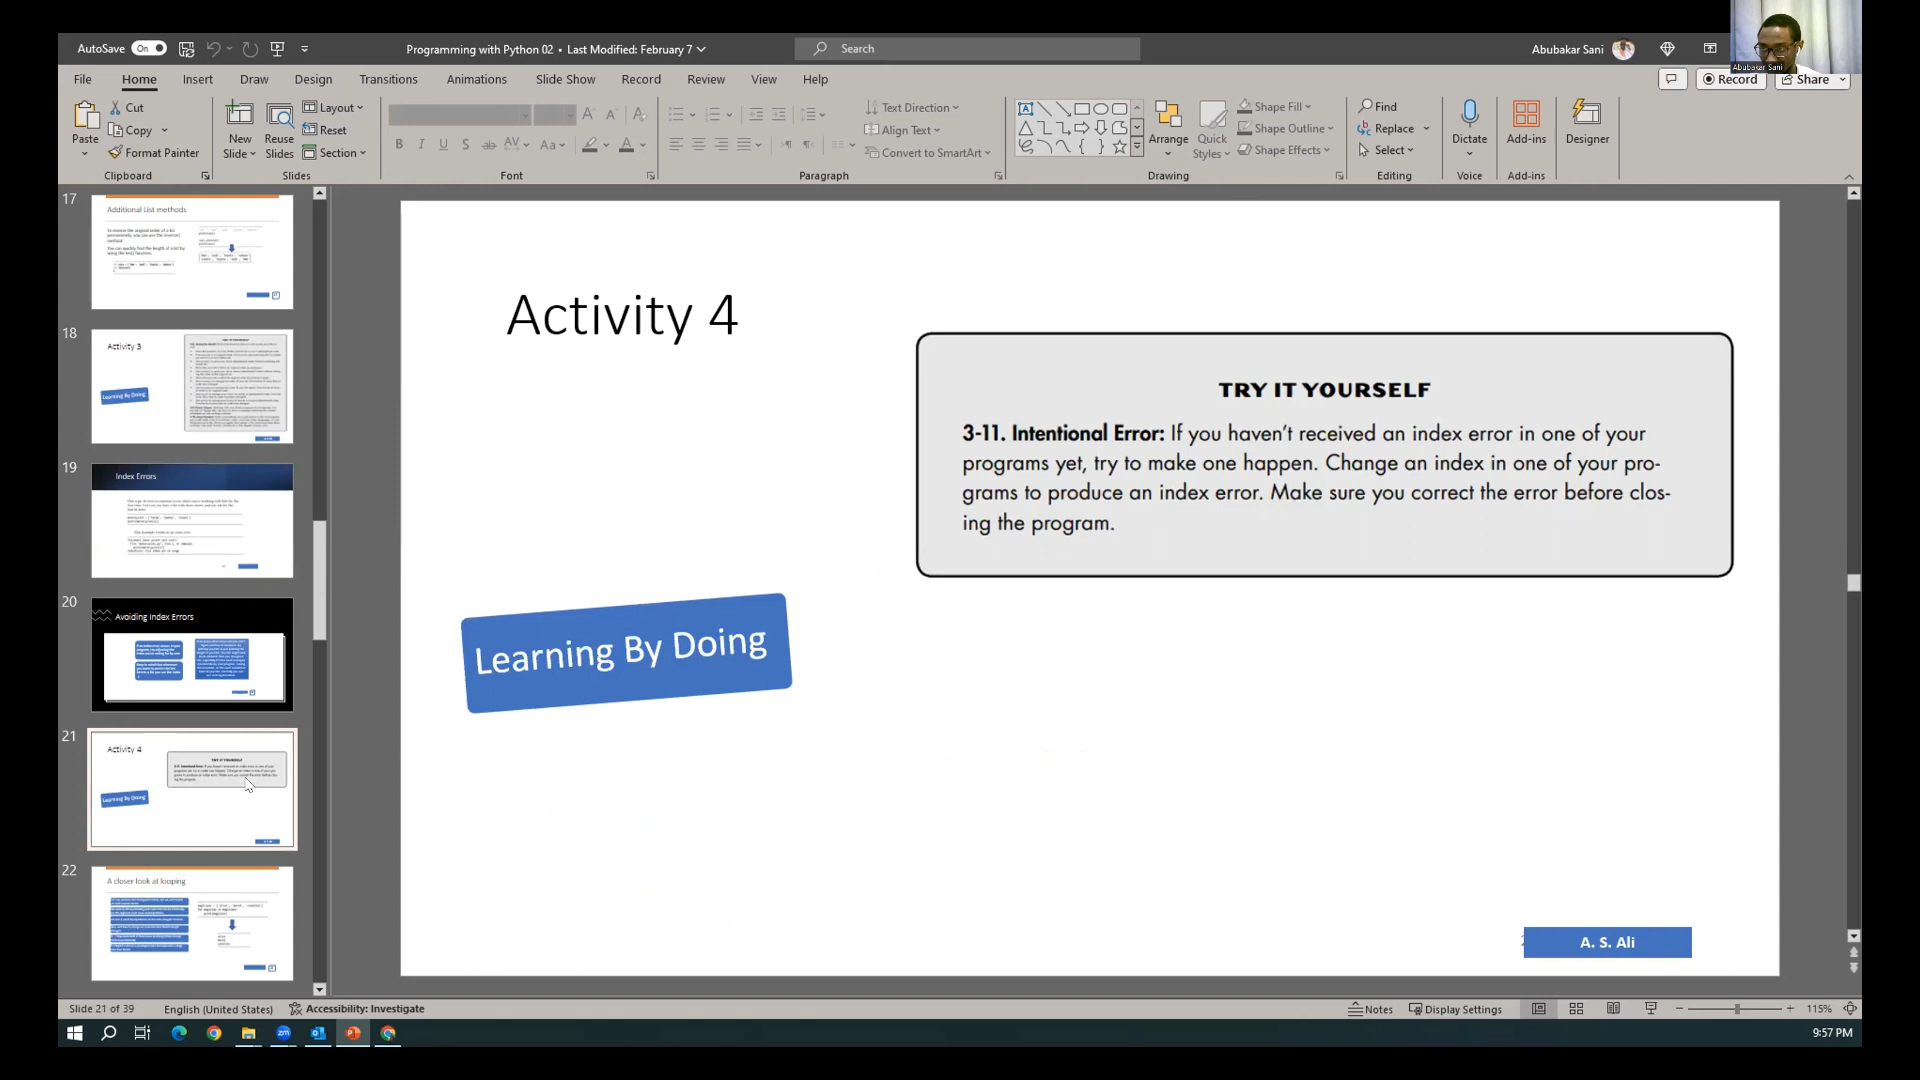 AutoSave On
Programming with Python 02 • Last Modified: February 7
Search
Abubakar Sani
Abubakar Sani
File Home Insert Draw Design Transitions Animations Slide Show Record Review View Help
Record
Share
Paste
Cut
Copy
Format Painter
Clipboard
New Slide
Reuse Slides
Layout
Reset
Section
Slides
B I U S ab AV Aa A
Font
Text Direction
Align Text
Convert to SmartArt
Paragraph
Arrange
Quick Styles
Shape Fill
Shape Outline
Shape Effects
Drawing
Find
Replace
Select
Editing
Dictate
Voice
Add-ins
Add-ins
Designer
17
Additional List methods
18
Activity 3
Learning By Doing
19
Index Errors
20
Avoiding Index Errors
21
Activity 4
Learning By Doing
22
A closer look at looping
Activity 4
TRY IT YOURSELF
3-11. Intentional Error: If you haven’t received an index error in one of your
programs yet, try to make one happen. Change an index in one of your pro-
grams to produce an index error. Make sure you correct the error before clos-
ing the program.
Learning By Doing
A. S. Ali
Slide 21 of 39
English (United States)
Accessibility: Investigate
Notes
Display Settings
115%
9:57 PM